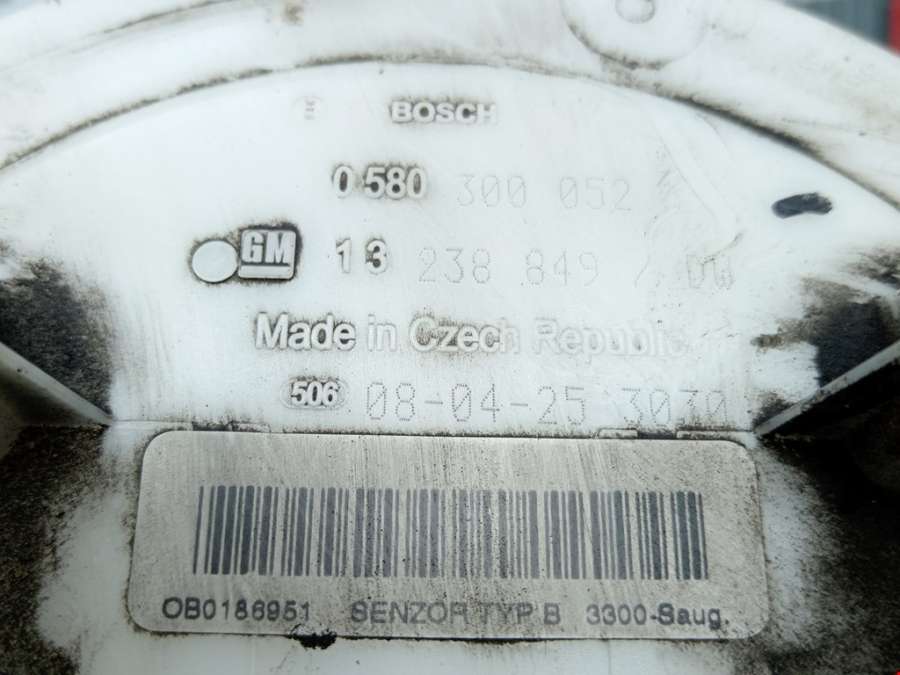 BOSCH
0 580 300 052
GM 13 238 849 / DW
Made in Czech Republic
506 08-04-25 3030
OB0186951 SENZOR TYP B 3300-Saug.